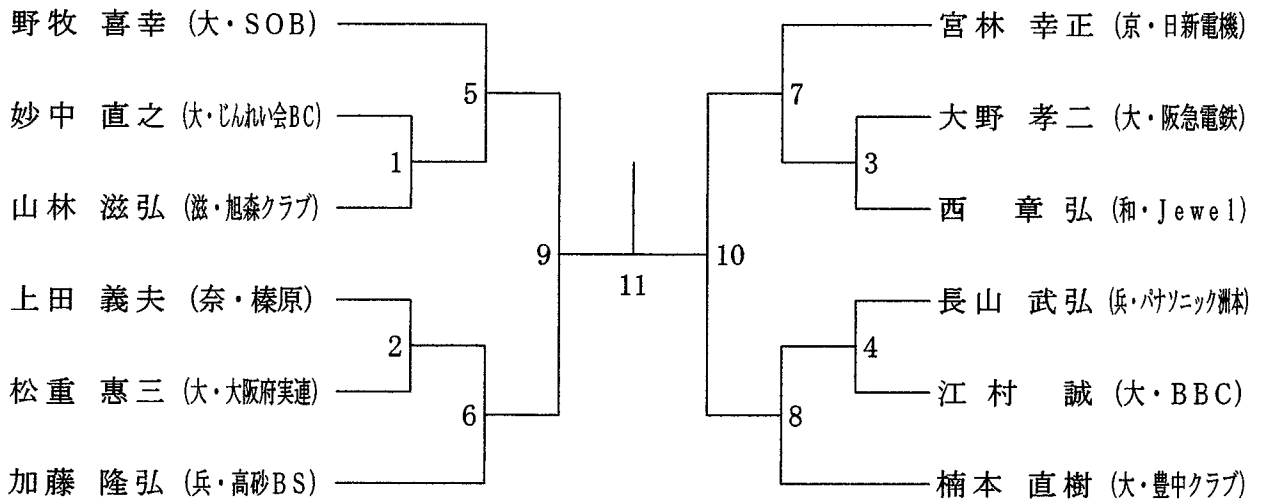 野牧 喜幸 (大・SOB)
妙中 直之 (大・じんれい会BC)
山林 滋弘 (滋・旭森クラブ)
上田 義夫 (奈・榛原)
松重 惠三 (大・大阪府実連)
加藤 隆弘 (兵・高砂BS)
1
2
5
6
9
11
10
7
8
3
4
宮林 幸正 (京・日新電機)
大野 孝二 (大・阪急電鉄)
西 章弘 (和・Jewel)
長山 武弘 (兵・パナソニック洲本)
江村 誠 (大・BBC)
楠本 直樹 (大・豊中クラブ)